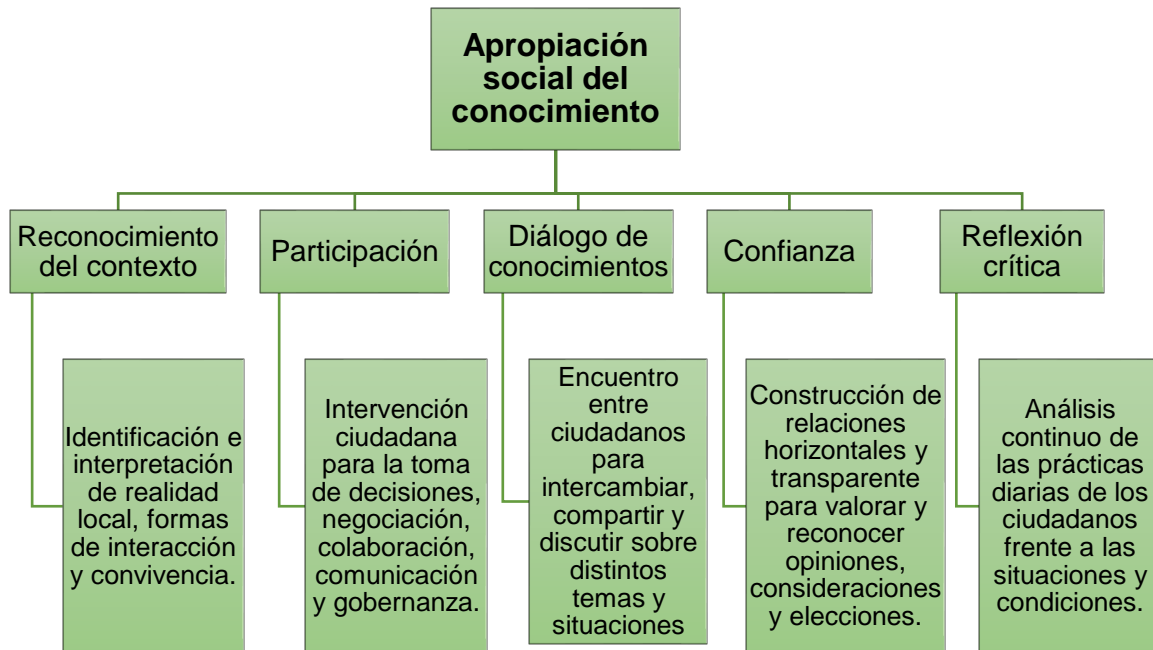 Apropiación
social del
conocimiento
Reconocimiento
del contexto
Participación
Diálogo de
conocimientos
Confianza
Reflexión
crítica
Identificación e
interpretación
de realidad
local, formas
de interacción
y convivencia.
Intervención
ciudadana
para la toma
de decisiones,
negociación,
colaboración,
comunicación
y gobernanza.
Encuentro
entre
ciudadanos
para
intercambiar,
compartir y
discutir sobre
distintos
temas y
situaciones
Construcción de
relaciones
horizontales y
transparente
para valorar y
reconocer
opiniones,
consideraciones
y elecciones.
Análisis
continuo de
las prácticas
diarias de los
ciudadanos
frente a las
situaciones y
condiciones.